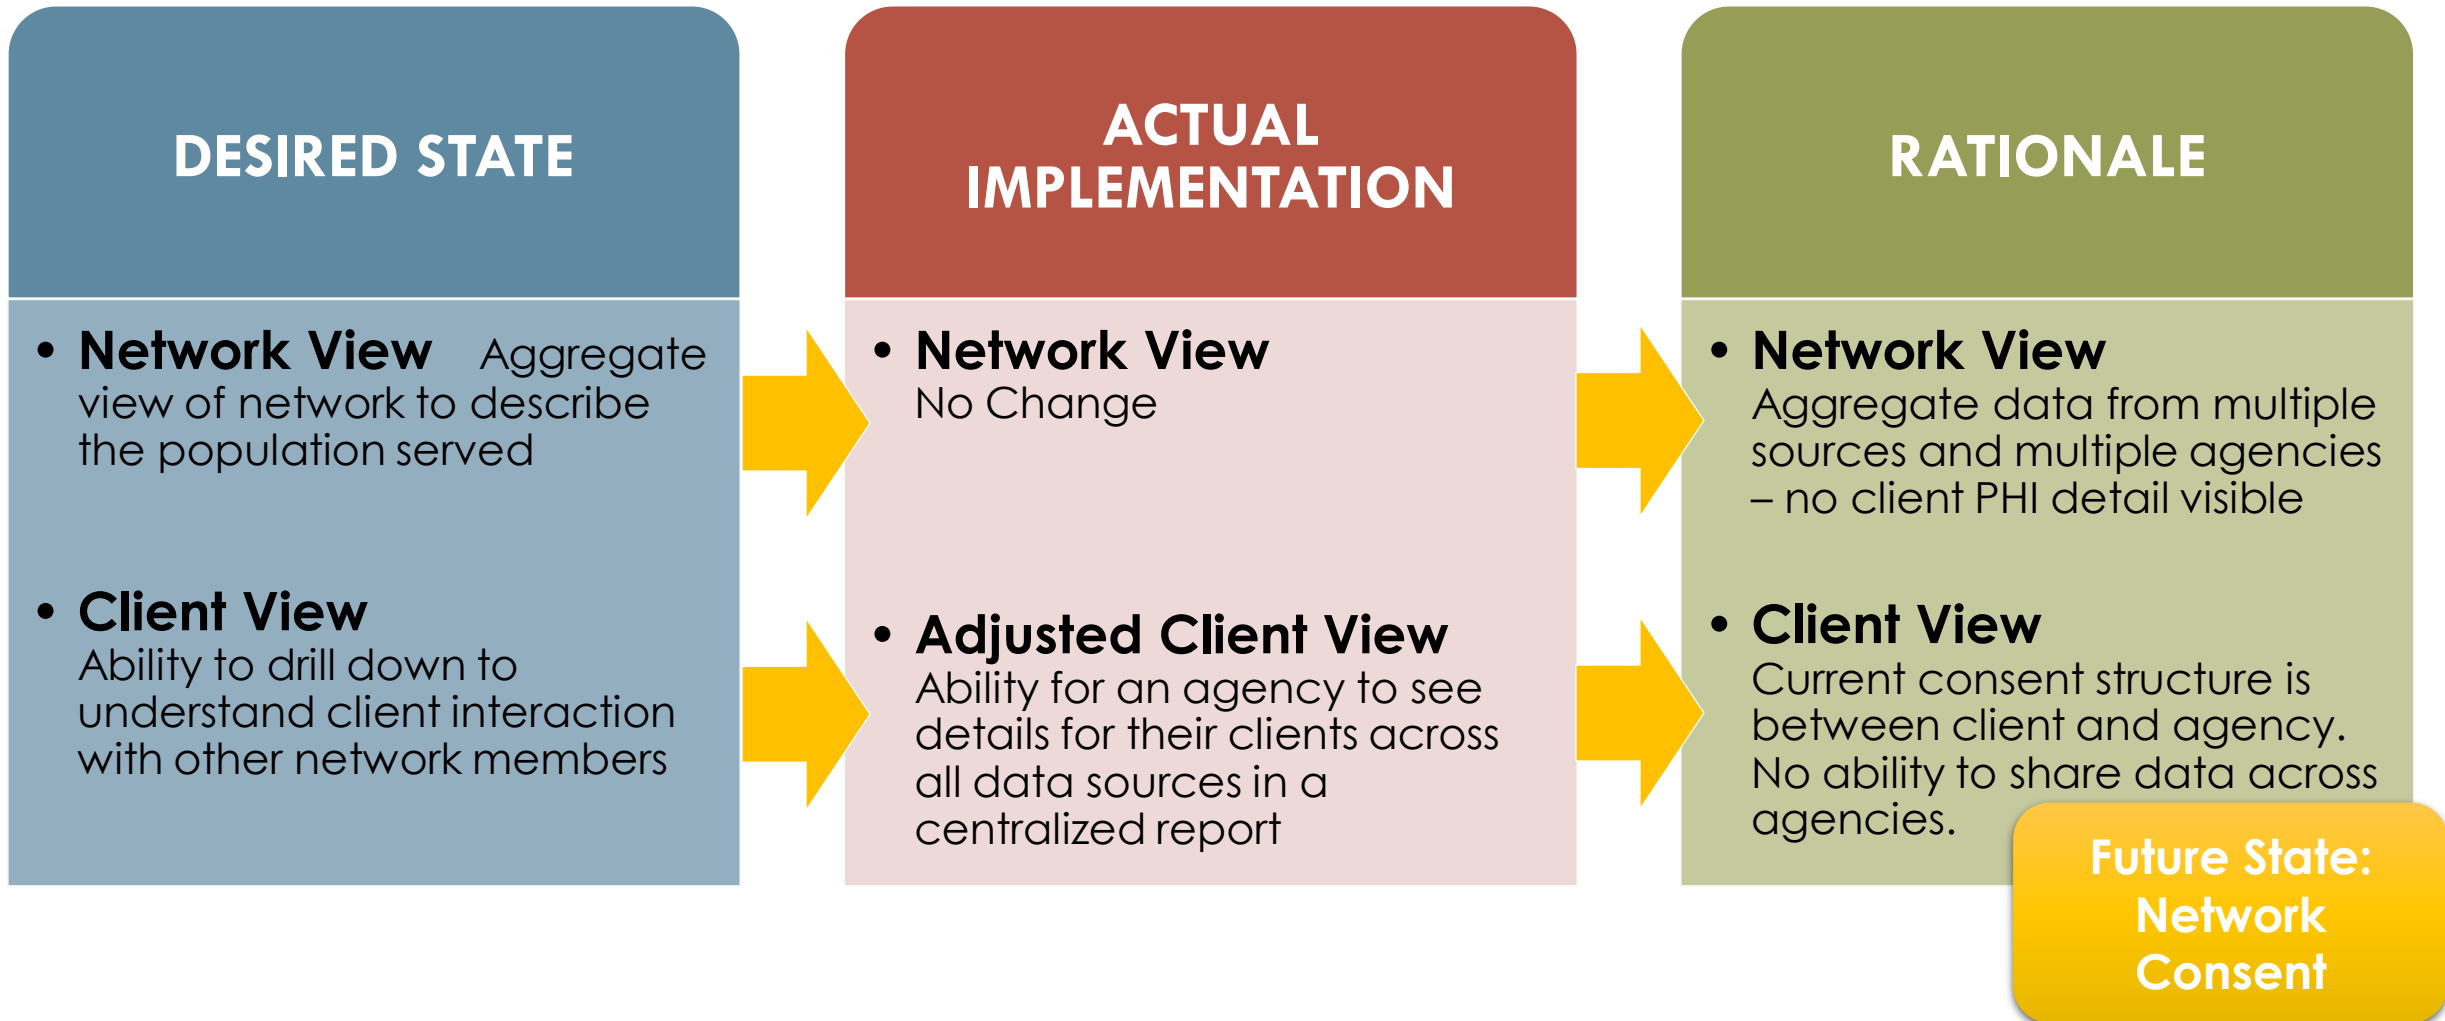 DESIRED STATE
• Network View Aggregate
view of network to describe
the population served
• Client View
Ability to drill down to
understand client interaction
with other network members
ACTUAL
IMPLEMENTATION
• Network View
No Change
• Adjusted Client View
Ability for an agency to see
details for their clients across
all data sources in a
centralized report
RATIONALE
• Network View
Aggregate data from multiple
sources and multiple agencies
– no client PHI detail visible
• Client View
Current consent structure is
between client and agency.
No ability to share data across
agencies.
Future State:
Network
Consent